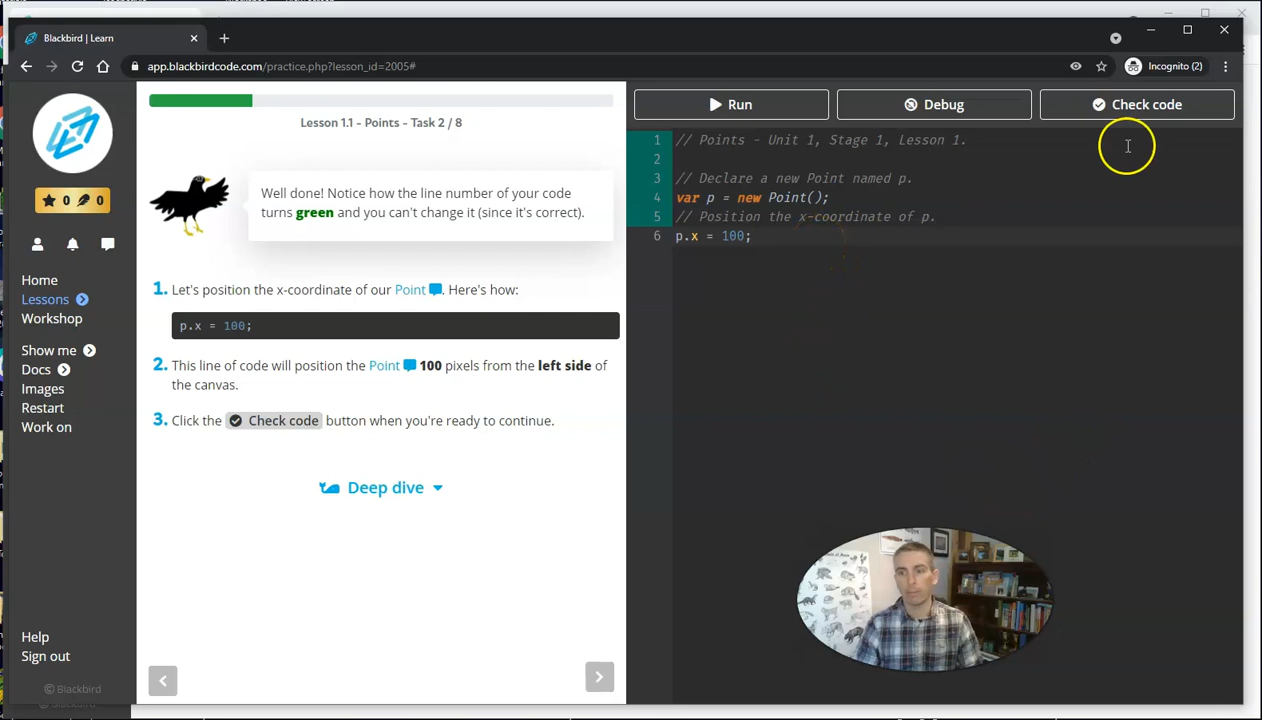 Blackbird | Learn
app.blackbirdcode.com/practice.php?lesson_id=2005#
Incognito (2)
0 0
Home
Lessons
Workshop
Show me
Docs
Images
Restart
Work on
Help
Sign out
© Blackbird
Lesson 1.1 - Points - Task 2 / 8
Well done! Notice how the line number of your code
turns green and you can't change it (since it's correct).
1. Let's position the x-coordinate of our Point. Here's how:
p.x = 100;
2. This line of code will position the Point 100 pixels from the left side of
the canvas.
3. Click the Check code button when you're ready to continue.
Deep dive
Run
Debug
Check code
1 // Points - Unit 1, Stage 1, Lesson 1.
2
3 // Declare a new Point named p.
4 var p = new Point();
5 // Position the x-coordinate of p.
6 p.x = 100;